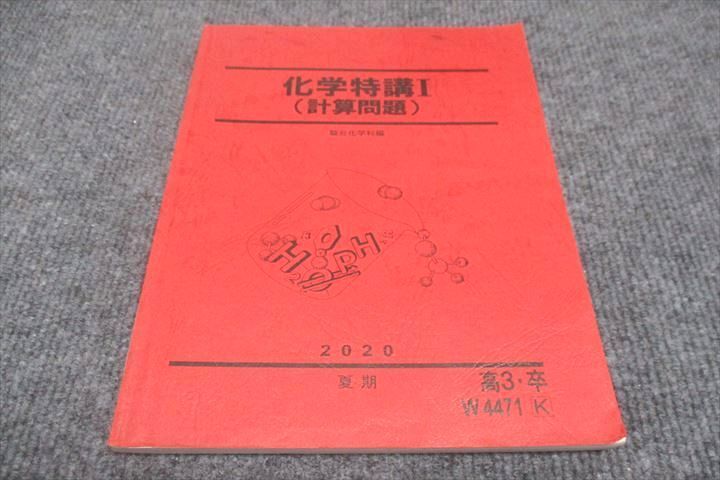 化学特講Ⅰ
(計算問題)
駿台化学科編
2020
夏期
高3・卒
W4471 K